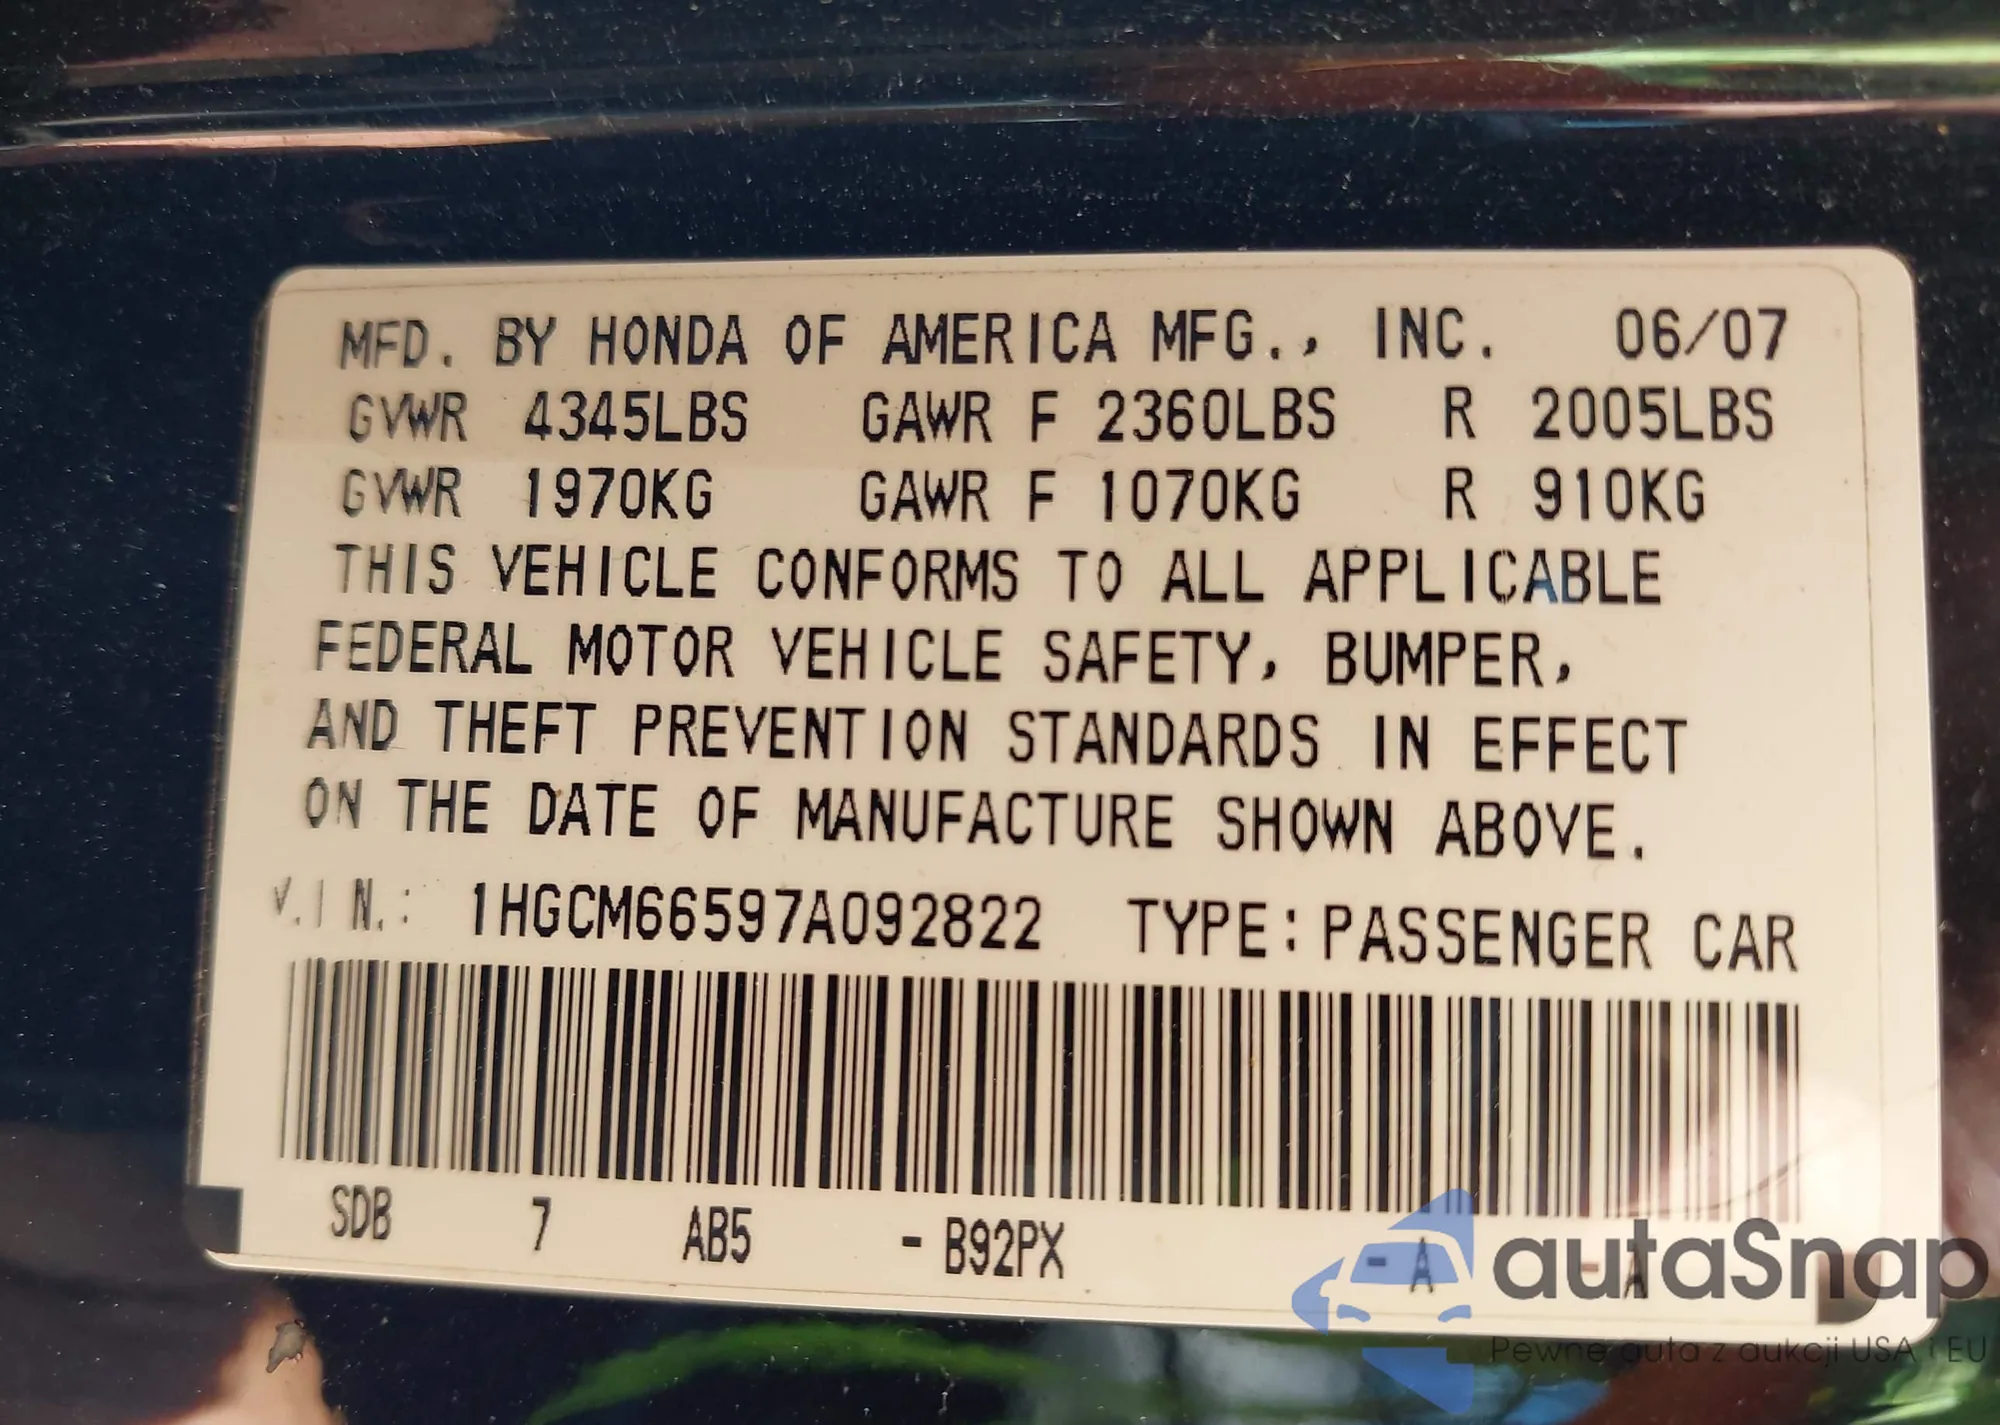 MFD. BY HONDA OF AMERICA MFG., INC. 06/07
GVWR 4345LBS GAWR F 2360LBS R 2005LBS
GVWR 1970KG GAWR F 1070KG R 910KG
THIS VEHICLE CONFORMS TO ALL APPLICABLE
FEDERAL MOTOR VEHICLE SAFETY, BUMPER,
AND THEFT PREVENTION STANDARDS IN EFFECT
ON THE DATE OF MANUFACTURE SHOWN ABOVE.
V.I N.: 1HGCM66597A092822 TYPE: PASSENGER CAR
SDB 7 AB5 - B92PX - A - A
autaSnap
Pewne auta z aukcji USA i EU